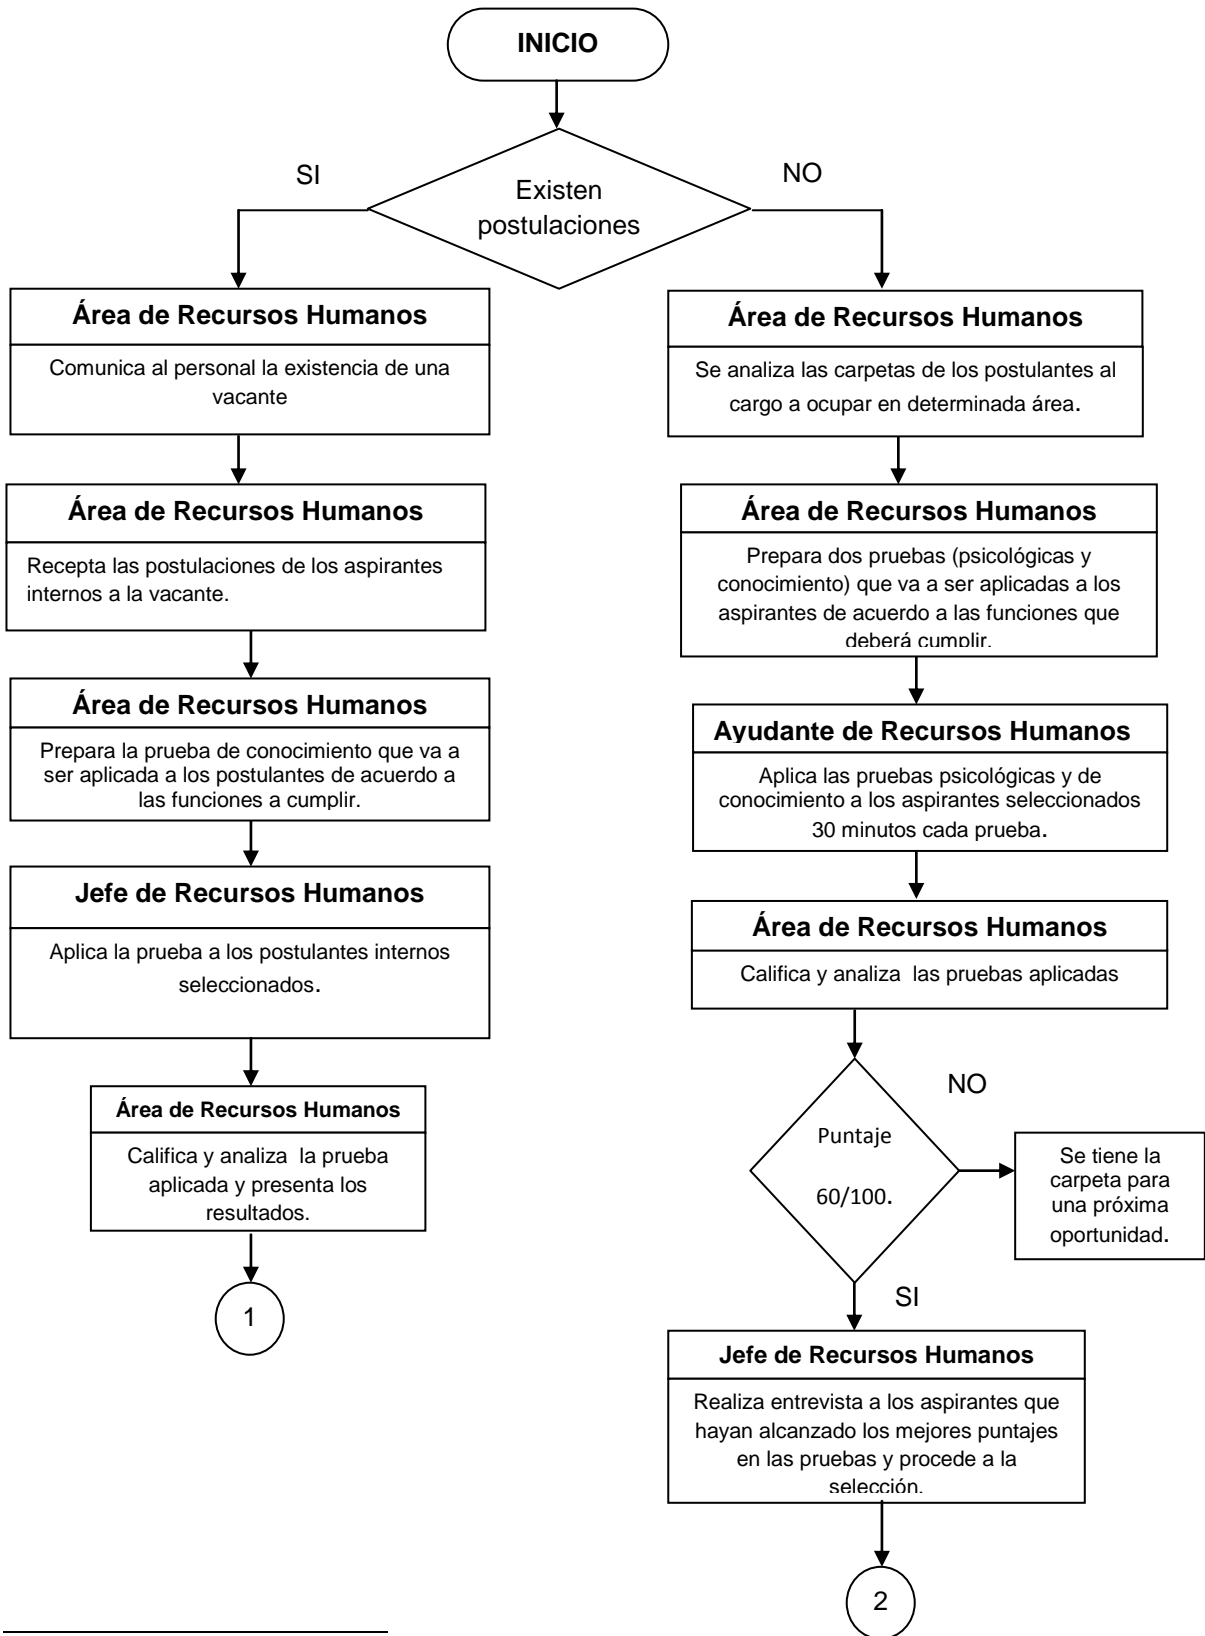 INICIO
SI
NO
Existen
postulaciones
Área de Recursos Humanos
Comunica al personal la existencia de una
vacante
Área de Recursos Humanos
Recepta las postulaciones de los aspirantes
internos a la vacante.
Área de Recursos Humanos
Prepara la prueba de conocimiento que va a
ser aplicada a los postulantes de acuerdo a
las funciones a cumplir.
Jefe de Recursos Humanos
Aplica la prueba a los postulantes internos
seleccionados.
Área de Recursos Humanos
Califica y analiza  la prueba
aplicada y presenta los
resultados.
1
Área de Recursos Humanos
Se analiza las carpetas de los postulantes al
cargo a ocupar en determinada área.
Área de Recursos Humanos
Prepara dos pruebas (psicológicas y
conocimiento) que va a ser aplicadas a los
aspirantes de acuerdo a las funciones que
deberá cumplir.
Ayudante de Recursos Humanos
Aplica las pruebas psicológicas y de
conocimiento a los aspirantes seleccionados
30 minutos cada prueba.
Área de Recursos Humanos
Califica y analiza  las pruebas aplicadas
Puntaje
60/100.
NO
Se tiene la
carpeta para
una próxima
oportunidad.
SI
Jefe de Recursos Humanos
Realiza entrevista a los aspirantes que
hayan alcanzado los mejores puntajes
en las pruebas y procede a la
selección.
2